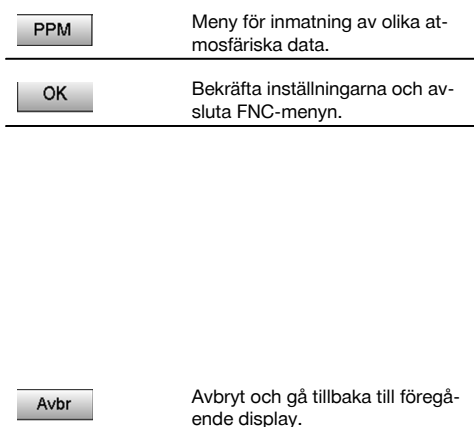 PPM
Meny för inmatning av olika at-
mosfäriska data.
OK
Bekräfta inställningarna och av-
sluta FNC-menyn.
Avbr
Avbryt och gå tillbaka till föregå-
ende display.